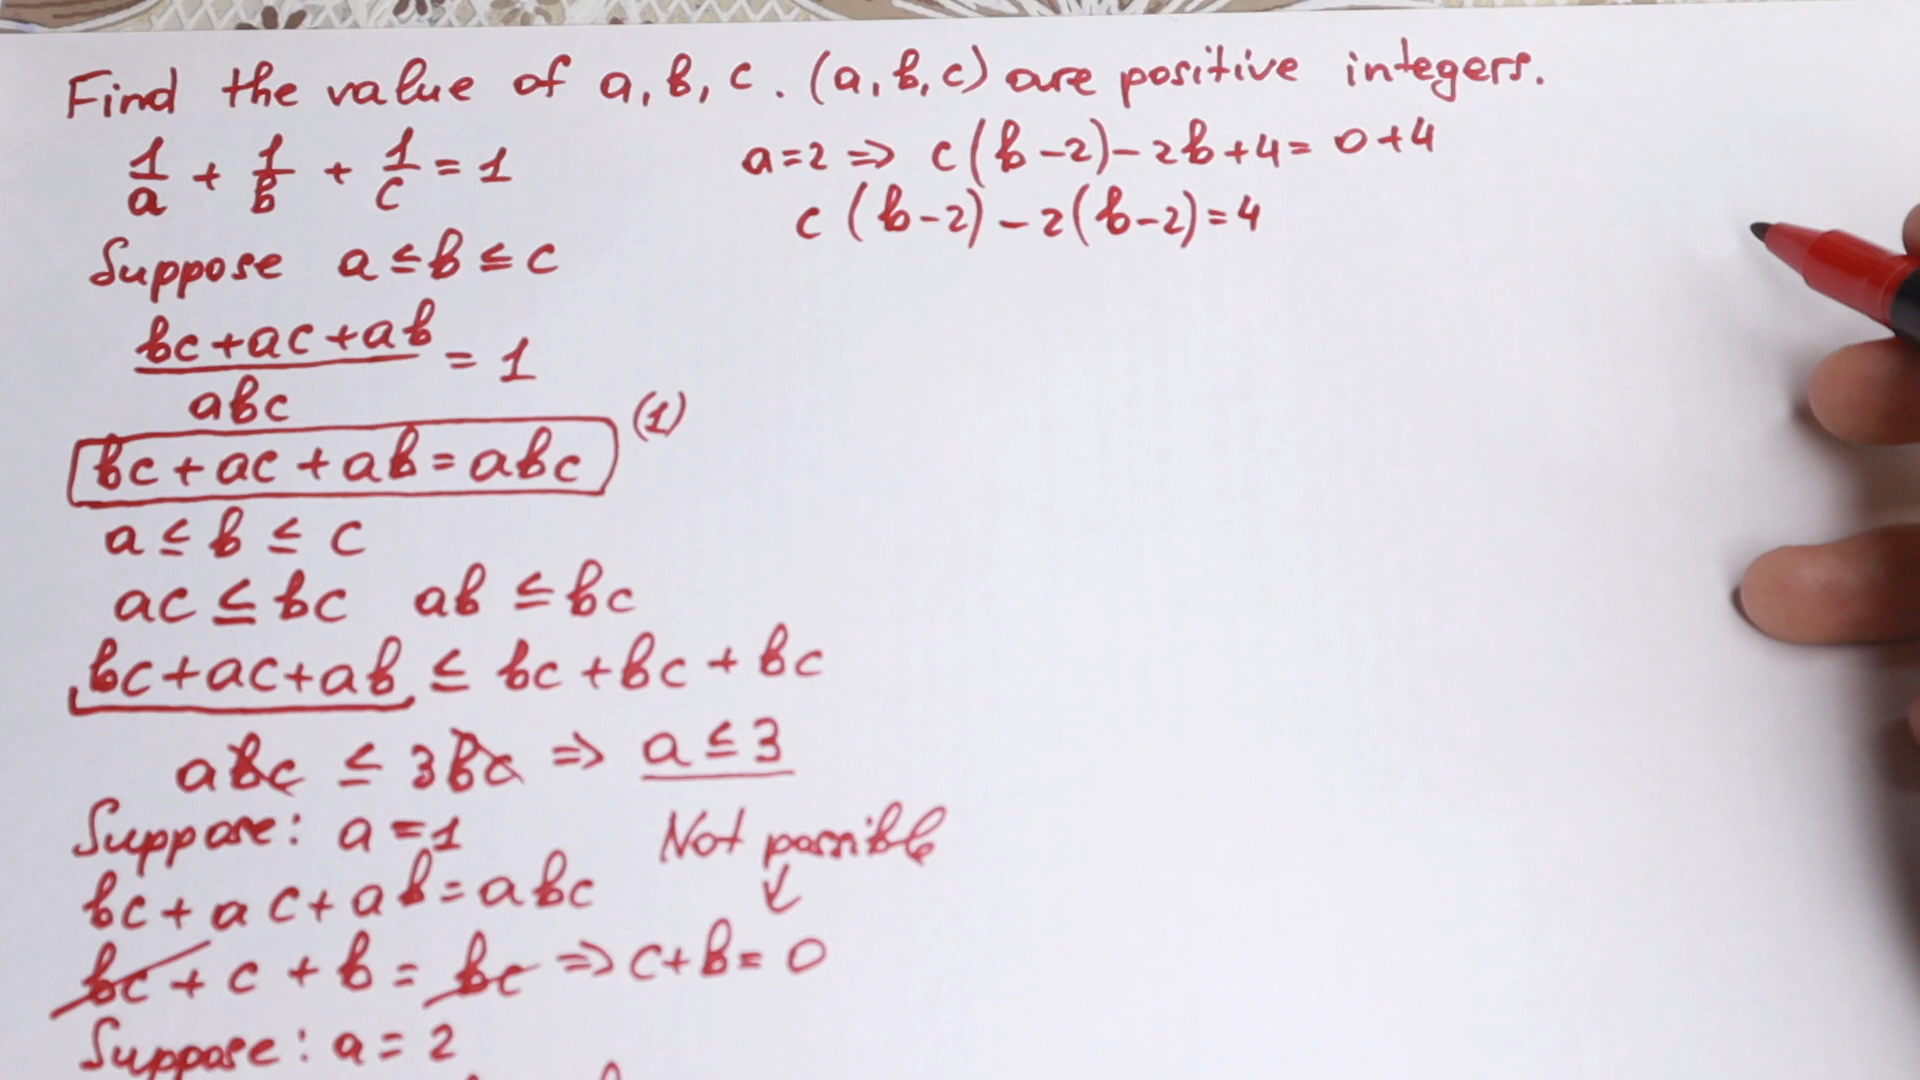 Find the value of a, b, c. (a, b, c) are positive integers.
1/a + 1/b + 1/c = 1
Suppose a ≤ b ≤ c
(bc+ac+ab)/abc = 1
bc + ac + ab = abc (1)
a ≤ b ≤ c
ac ≤ bc ab ≤ bc
bc+ac+ab ≤ bc + bc + bc
abc ≤ 3bc => a ≤ 3
Suppose: a = 1 Not possible
bc + ac + ab = abc ↓
bc + c + b = bc => c+b = 0
Suppose: a = 2
a=2 => c(b-2)-2b+4 = 0+4
c(b-2)-2(b-2)=4